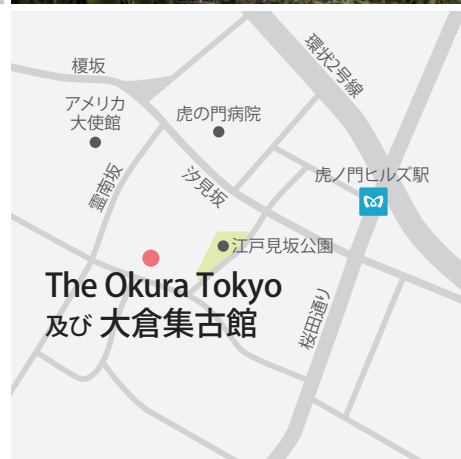 環状2号線
榎坂
アメリカ
大使館
虎の門病院
霊南坂
汐見坂
虎ノ門ヒルズ駅
江戸見坂公園
The Okura Tokyo
及び 大倉集古館
桜田通り